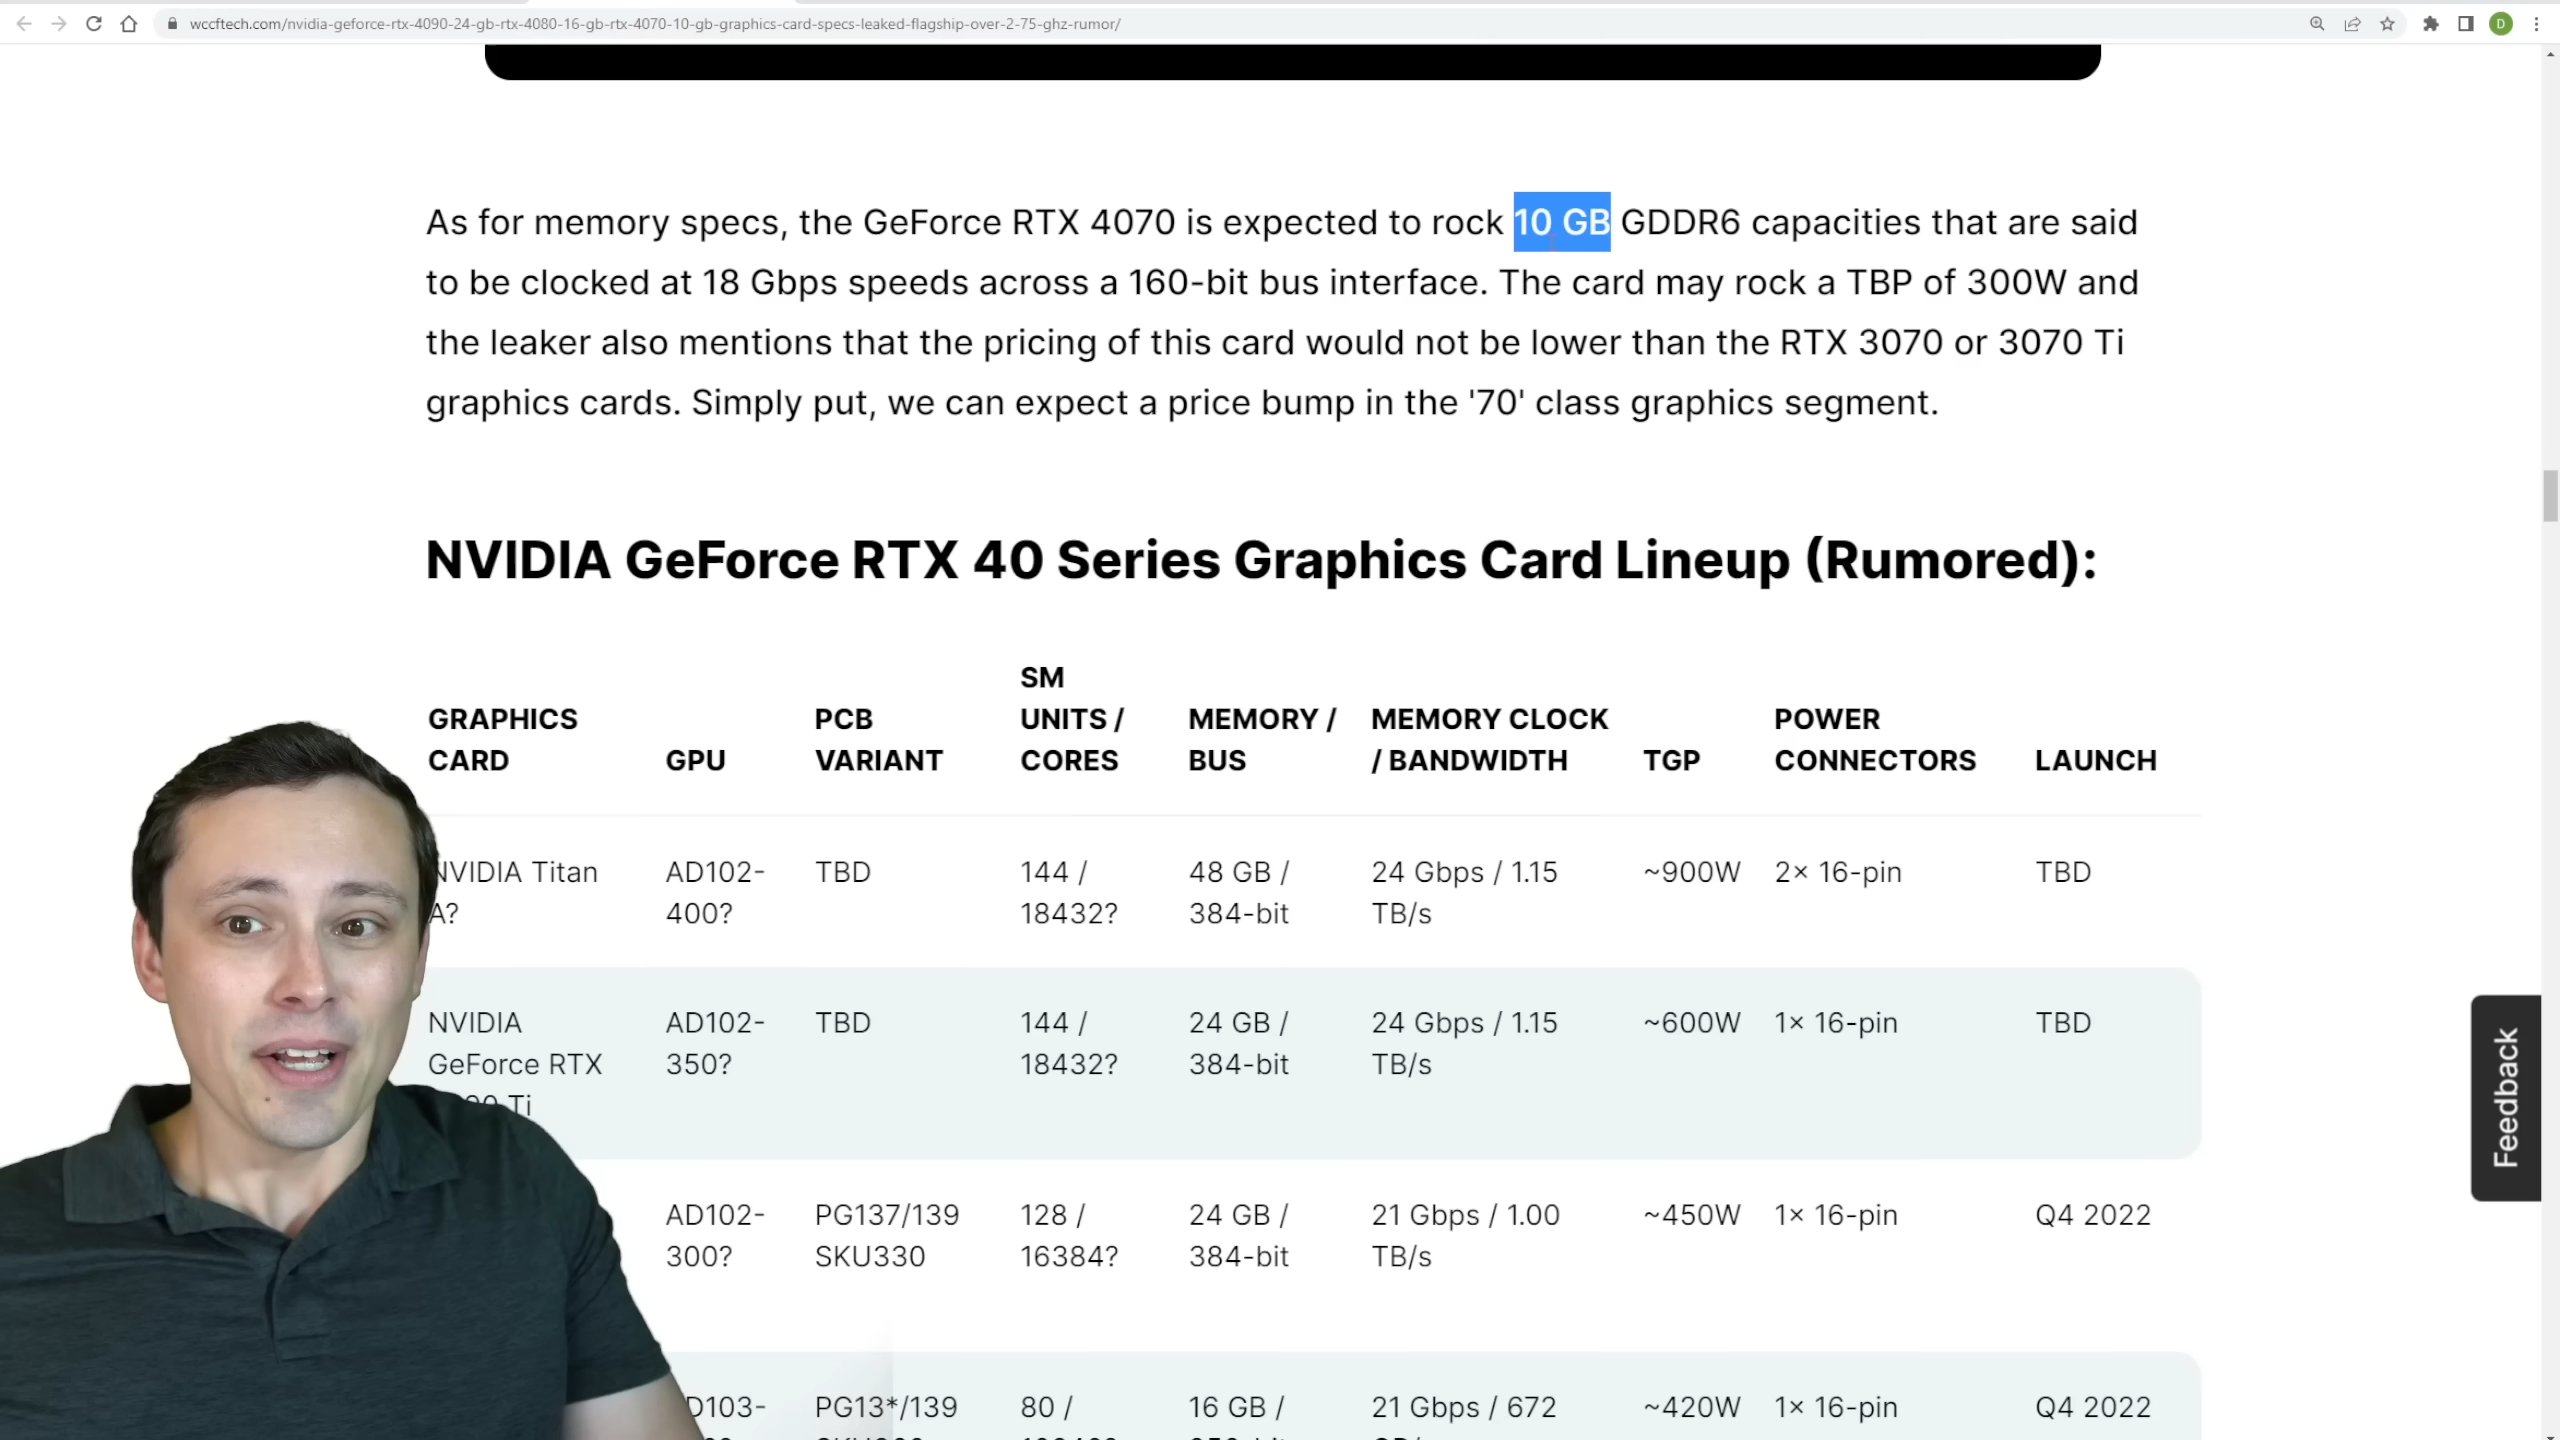 wccftech.com/nvidia-geforce-rtx-4090-24-gb-rtx-4080-16-gb-rtx-4070-10-gb-graphics-card-specs-leaked-flagship-over-2-75-ghz-rumor/
D
As for memory specs, the GeForce RTX 4070 is expected to rock 10 GB GDDR6 capacities that are said
to be clocked at 18 Gbps speeds across a 160-bit bus interface. The card may rock a TBP of 300W and
the leaker also mentions that the pricing of this card would not be lower than the RTX 3070 or 3070 Ti
graphics cards. Simply put, we can expect a price bump in the '70' class graphics segment.
NVIDIA GeForce RTX 40 Series Graphics Card Lineup (Rumored):
SM
GRAPHICS PCB UNITS / MEMORY / MEMORY CLOCK POWER
CARD GPU VARIANT CORES BUS / BANDWIDTH TGP CONNECTORS LAUNCH
NVIDIA Titan AD102- TBD 144 / 48 GB / 24 Gbps / 1.15 ~900W 2× 16-pin TBD
A? 400? 18432? 384-bit TB/s
NVIDIA AD102- TBD 144 / 24 GB / 24 Gbps / 1.15 ~600W 1× 16-pin TBD
GeForce RTX 350? 18432? 384-bit TB/s
Ti
AD102- PG137/139 128 / 24 GB / 21 Gbps / 1.00 ~450W 1× 16-pin Q4 2022
300? SKU330 16384? 384-bit TB/s
PG13*/139 80 / 16 GB / 21 Gbps / 672 ~420W 1× 16-pin Q4 2022
Feedback